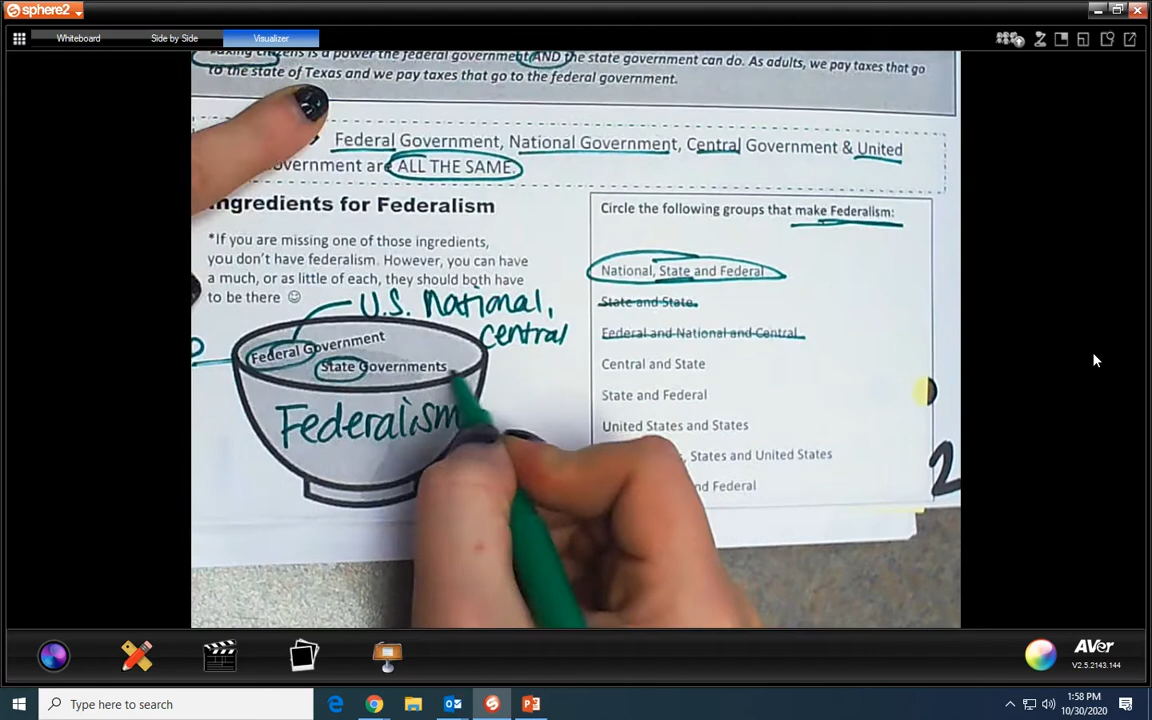 sphere2
Whiteboard
Side by Side
Visualizer
citizens is a power the federal government AND the state government can do. As adults, we pay taxes that go
to the state of Texas and we pay taxes that go to the federal government.
Federal Government, National Government, Central Government & United
Government are ALL THE SAME.
Ingredients for Federalism
*If you are missing one of those ingredients,
you don't have federalism. However, you can have
a much, or as little of each, they should both have
to be there ☺
U.S. National,
central
Federal Government
State Governments
Federalism
Circle the following groups that make Federalism:
National, State and Federal
State and State
Federal and National and Central
Central and State
State and Federal
United States and States
States and United States
and Federal
2
AVer
V2.5.2143.144
Type here to search
1:58 PM
10/30/2020